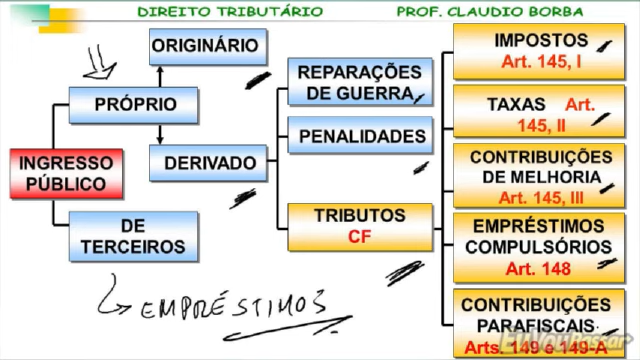 DIREITO TRIBUTÁRIO PROF. CLAUDIO BORBA
ORIGINÁRIO
PRÓPRIO
DERIVADO
INGRESSO
PÚBLICO
DE
TERCEIROS
EMPRÉSTIMOS
REPARAÇÕES
DE GUERRA
PENALIDADES
TRIBUTOS
CF
IMPOSTOS
Art. 145, I
TAXAS Art.
145, II
CONTRIBUIÇÕES
DE MELHORIA
Art. 145, III
EMPRÉSTIMOS
COMPULSÓRIOS
Art. 148
CONTRIBUIÇÕES
PARAFISCAIS
Arts. 149 e 149-A
EuVouPassar